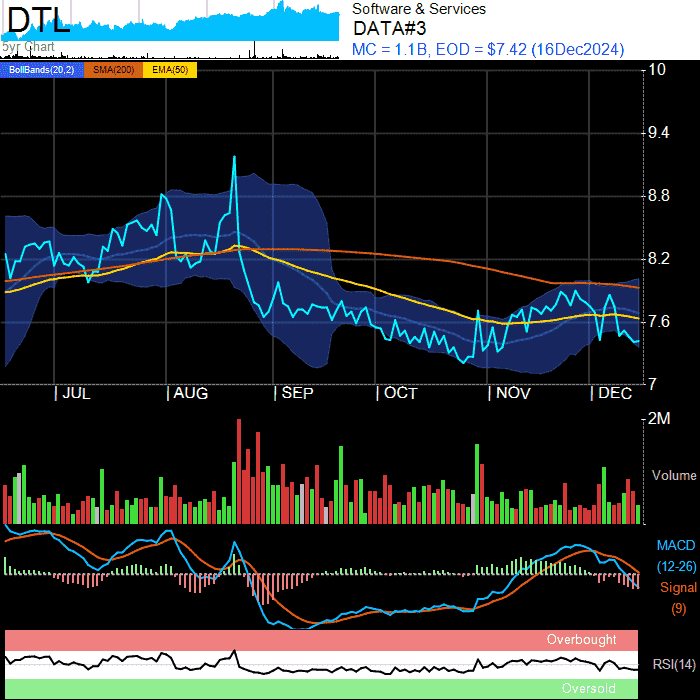 DTL
5yr Chart
Software & Services
DATA#3
MC = 1.1B, EOD = $7.42 (16Dec2024)
BollBands(20,2) SMA(200) EMA(50)
10
9.4
8.8
8.2
7.6
7
| JUL | AUG | SEP | OCT | NOV | DEC
2M
Volume
MACD
(12-26)
Signal
(9)
Overbought
RSI(14)
Oversold